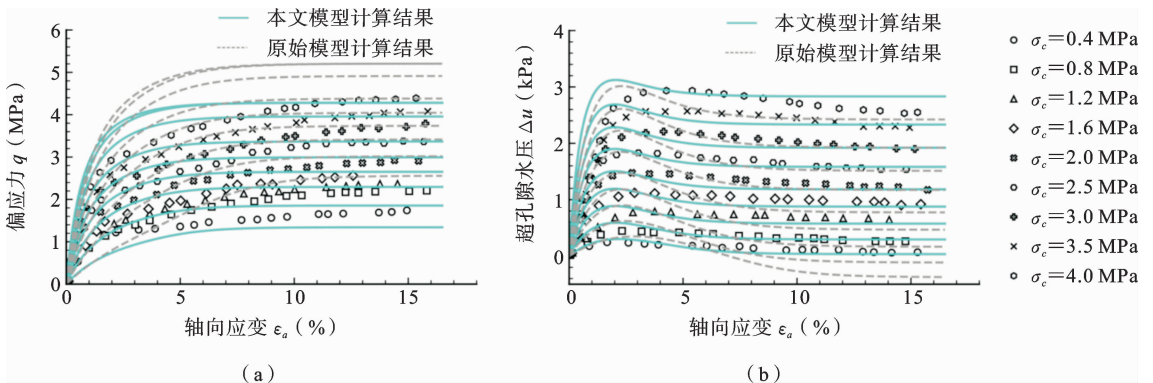 本文模型计算结果
原始模型计算结果
偏应力 q（MPa）
6
5
4
3
2
1
0
0 5 10 15
轴向应变 εa（%）
（a）
本文模型计算结果
原始模型计算结果
超孔隙水压 Δu（kPa）
4
3
2
1
0
0 5 10 15
轴向应变 εa（%）
（b）
σc=0.4 MPa
σc=0.8 MPa
σc=1.2 MPa
σc=1.6 MPa
σc=2.0 MPa
σc=2.5 MPa
σc=3.0 MPa
σc=3.5 MPa
σc=4.0 MPa